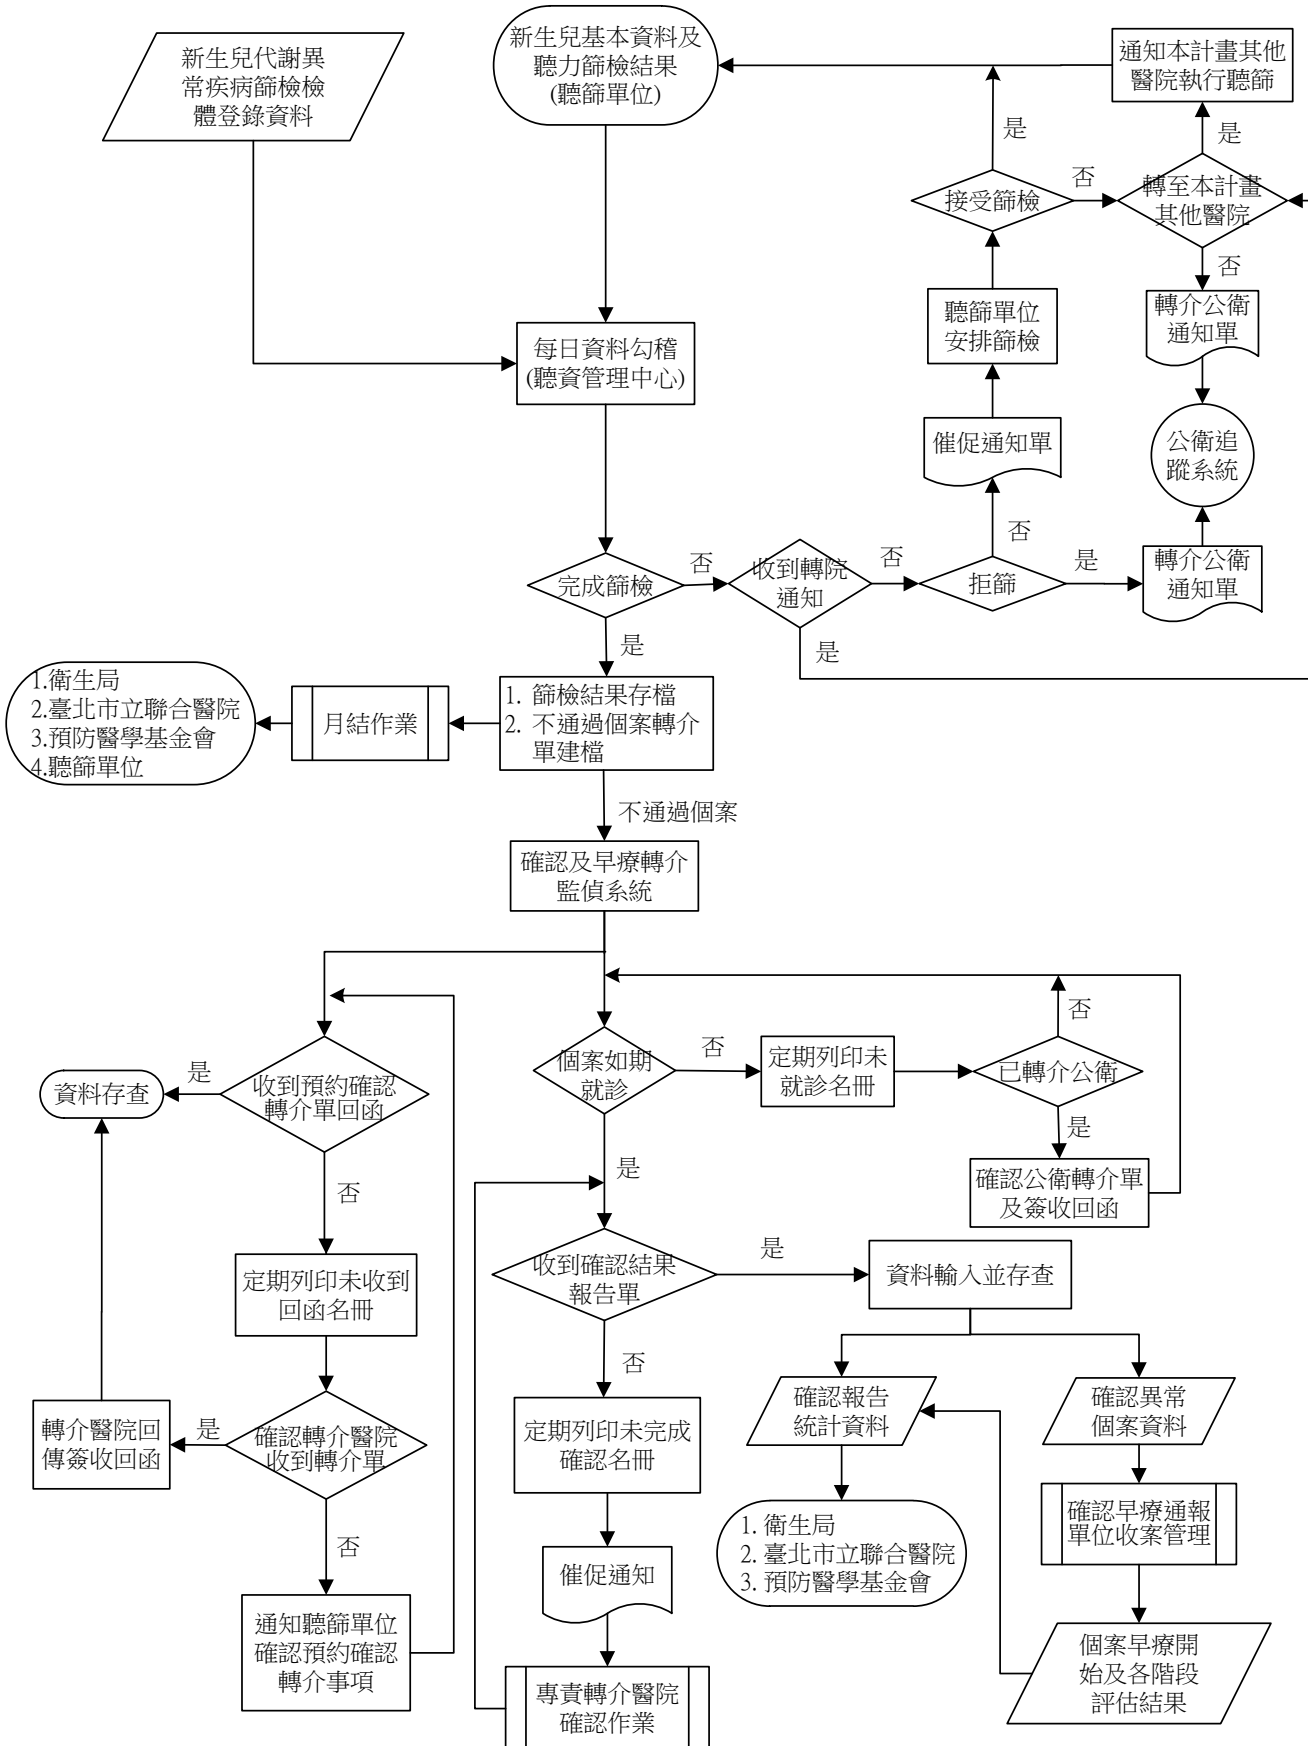 新生兒代謝異
常疾病篩檢檢
體登錄資料
新生兒基本資料及
聽力篩檢結果
(聽篩單位)
通知本計畫其他
醫院執行聽篩
是
是
接受篩檢
否
轉至本計畫
其他醫院
否
聽篩單位
安排篩檢
轉介公衛
通知單
每日資料勾稽
(聽資管理中心)
催促通知單
公衛追
蹤系統
否
完成篩檢
否
收到轉院
通知
否
拒篩
是
轉介公衛
通知單
是
是
1.衛生局
2.臺北市立聯合醫院
3.預防醫學基金會
4.聽篩單位
月結作業
1. 篩檢結果存檔
2. 不通過個案轉介
單建檔
不通過個案
確認及早療轉介
監偵系統
否
資料存查
是
收到預約確認
轉介單回函
個案如期
就診
否
定期列印未
就診名冊
已轉介公衛
是
確認公衛轉介單
及簽收回函
否
是
定期列印未收到
回函名冊
收到確認結果
報告單
是
資料輸入並存查
否
轉介醫院回
傳簽收回函
是
確認轉介醫院
收到轉介單
定期列印未完成
確認名冊
確認報告
統計資料
確認異常
個案資料
否
催促通知
1. 衛生局
2. 臺北市立聯合醫院
3. 預防醫學基金會
確認早療通報
單位收案管理
通知聽篩單位
確認預約確認
轉介事項
專責轉介醫院
確認作業
個案早療開
始及各階段
評估結果